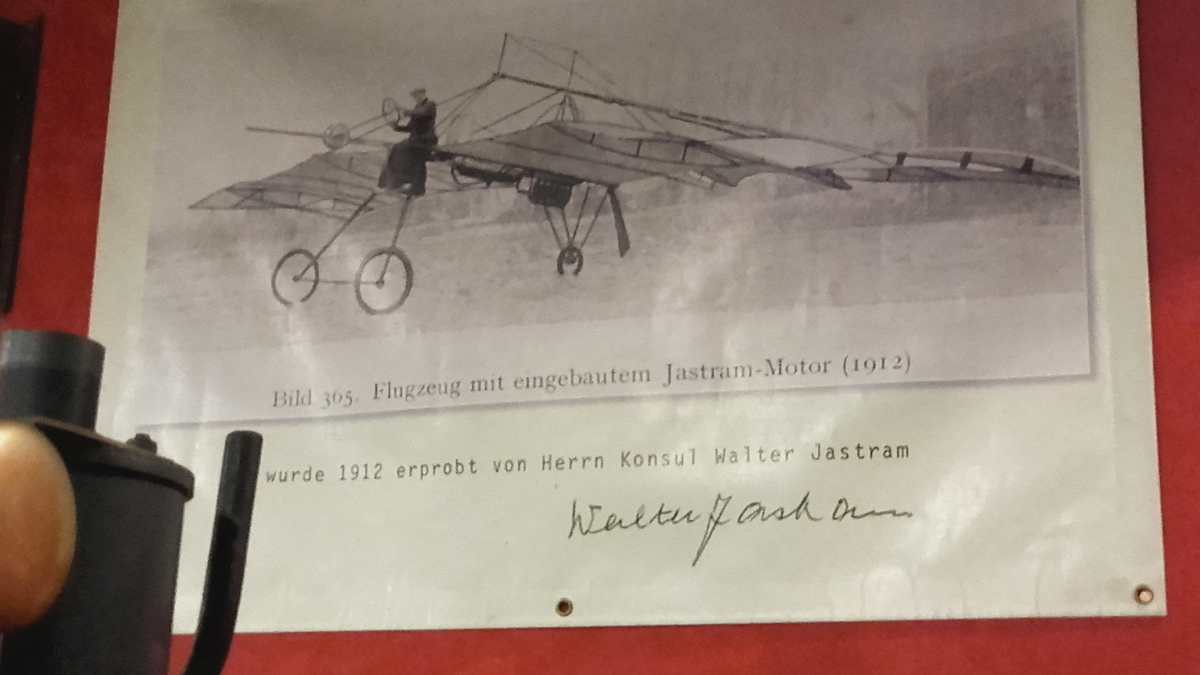 Bild 365. Flugzeug mit eingebautem Jastram-Motor (1912)
wurde 1912 erprobt von Herrn Konsul Walter Jastram
Walter Jastram